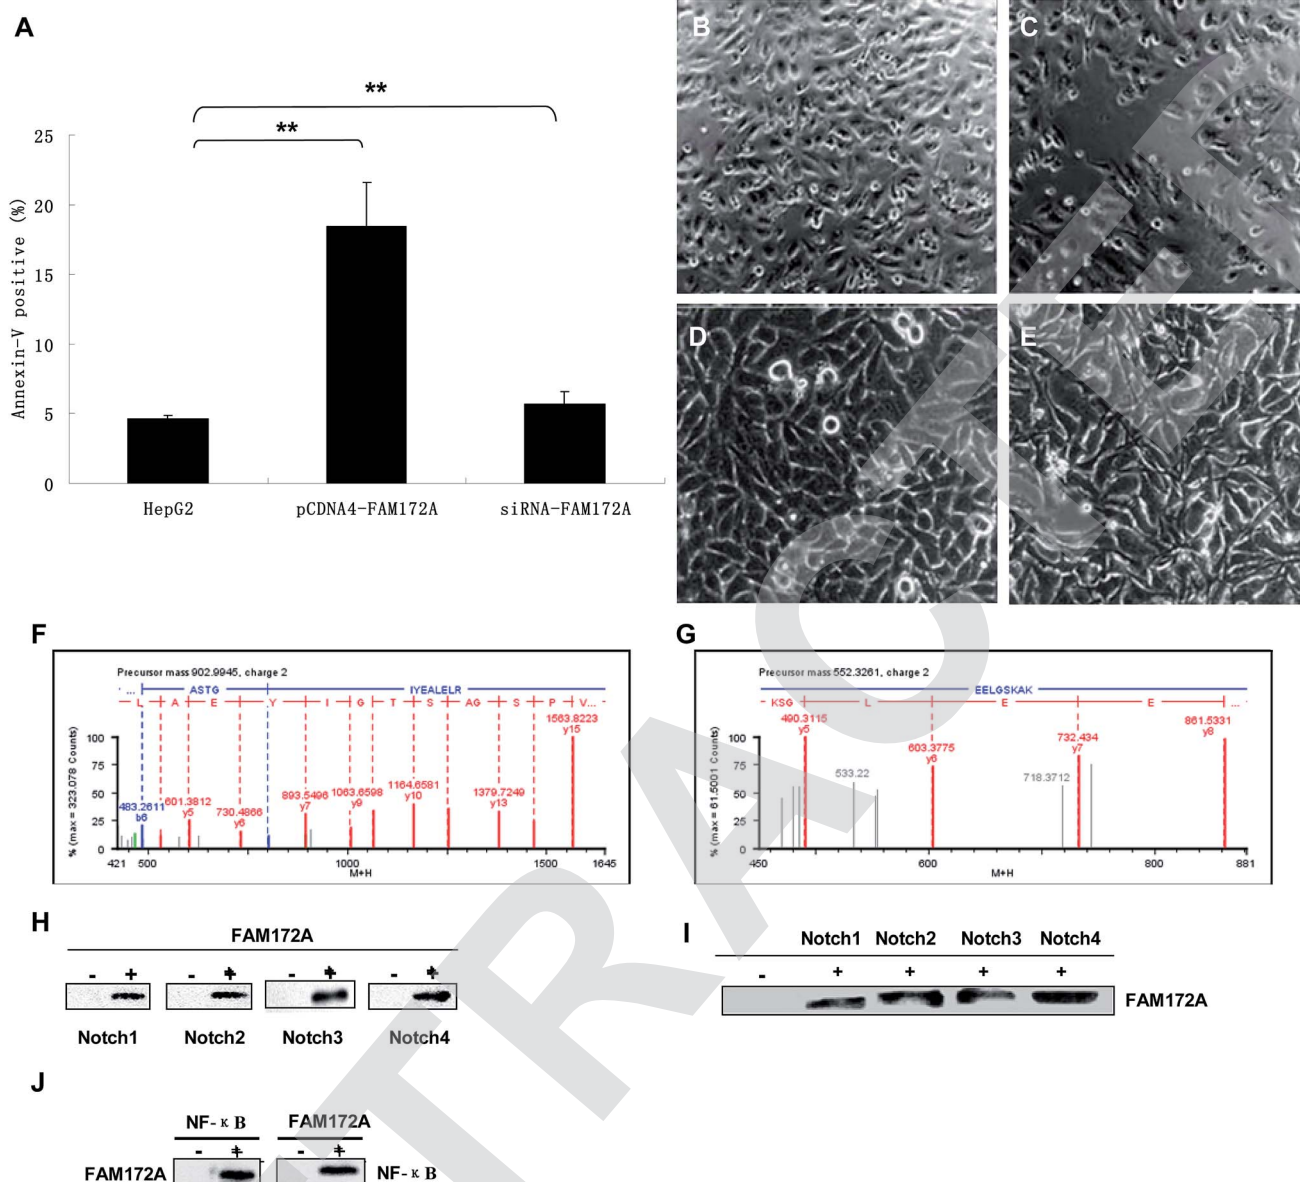 A
**
**
25
20
15
10
5
0
Annexin-V positive (%)
HepG2 pCDNA4-FAM172A siRNA-FAM172A
B
C
D
E
F
Precursor mass 902.9945, charge 2
... ASTG IYEALELR
L A E Y I G T S AG S P V...
1563.8223
y15
1164.6581
y10
1063.6598
y9
893.5496
y7
1379.7249
y13
601.3812
y5
483.2611
b6
730.4866
y6
100
75
50
25
0
% (max = 323.078 Counts)
421 500 1000 1500 1645
M+H
G
Precursor mass 552.3261, charge 2
EELGSKAK
KSG L E E ...
490.3115
y5
861.5331
y8
732.434
y7
603.3775
y6
533.22
718.3712
100
75
50
25
0
% (max = 61.5001 Counts)
450 600 800 881
M+H
H
FAM172A
- + - + - + - +
Notch1 Notch2 Notch3 Notch4
I
Notch1 Notch2 Notch3 Notch4
- + + + +
FAM172A
J
NF-κB FAM172A
- + - +
FAM172A NF-κB